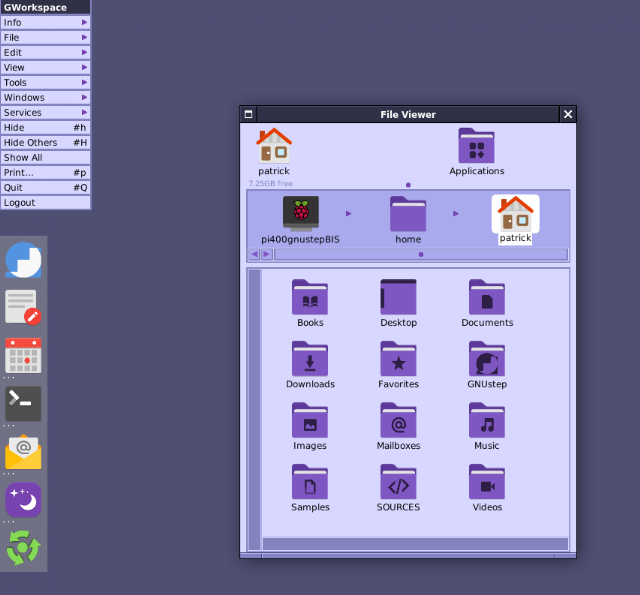 GWorkspace
Info
File
Edit
View
Tools
Windows
Services
Hide #h
Hide Others #H
Show All
Print... #p
Quit #Q
Logout
File Viewer
patrick Applications
7.25GB free
pi400gnustepBIS home patrick
Books Desktop Documents
Downloads Favorites GNUstep
Images Mailboxes Music
Samples SOURCES Videos